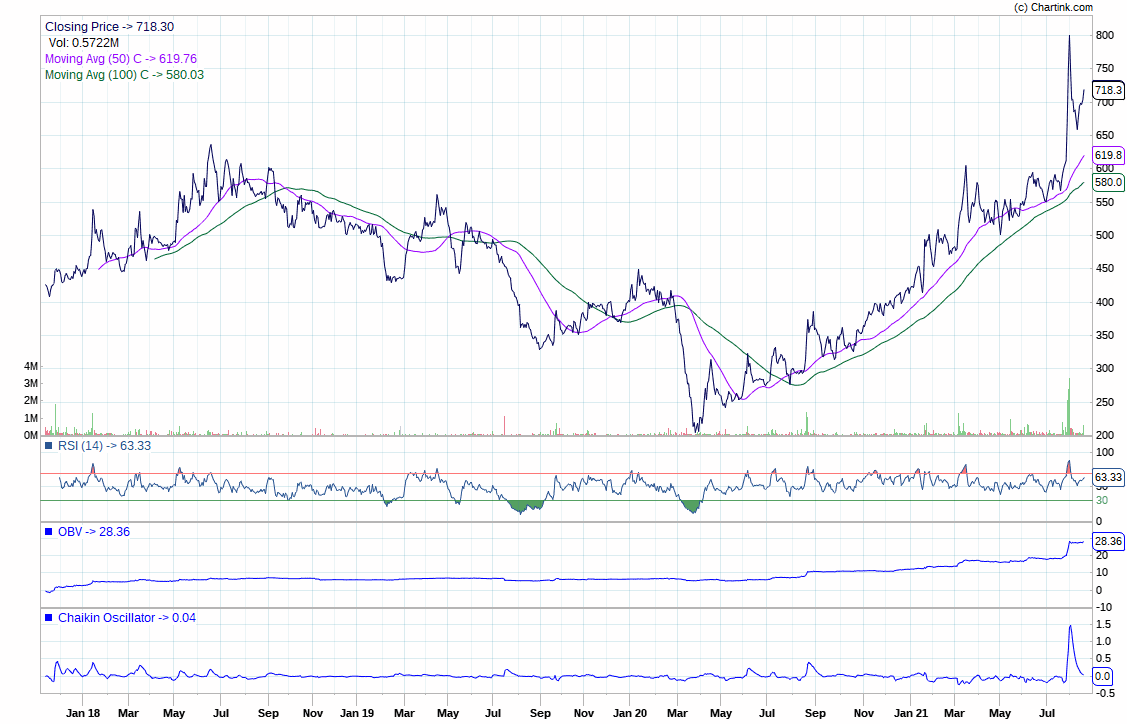 (c) Chartink.com
Closing Price -> 718.30
Vol: 0.5722M
Moving Avg (50) C -> 619.76
Moving Avg (100) C -> 580.03
800
750
718.3
700
650
619.8
600
580.0
550
500
450
400
350
300
250
200
4M
3M
2M
1M
0M
RSI (14) -> 63.33
100
63.33
50
30
0
OBV -> 28.36
28.36
20
10
0
-10
Chaikin Oscillator -> 0.04
1.5
1.0
0.5
0.0
-0.5
Jan 18 Mar May Jul Sep Nov Jan 19 Mar May Jul Sep Nov Jan 20 Mar May Jul Sep Nov Jan 21 Mar May Jul